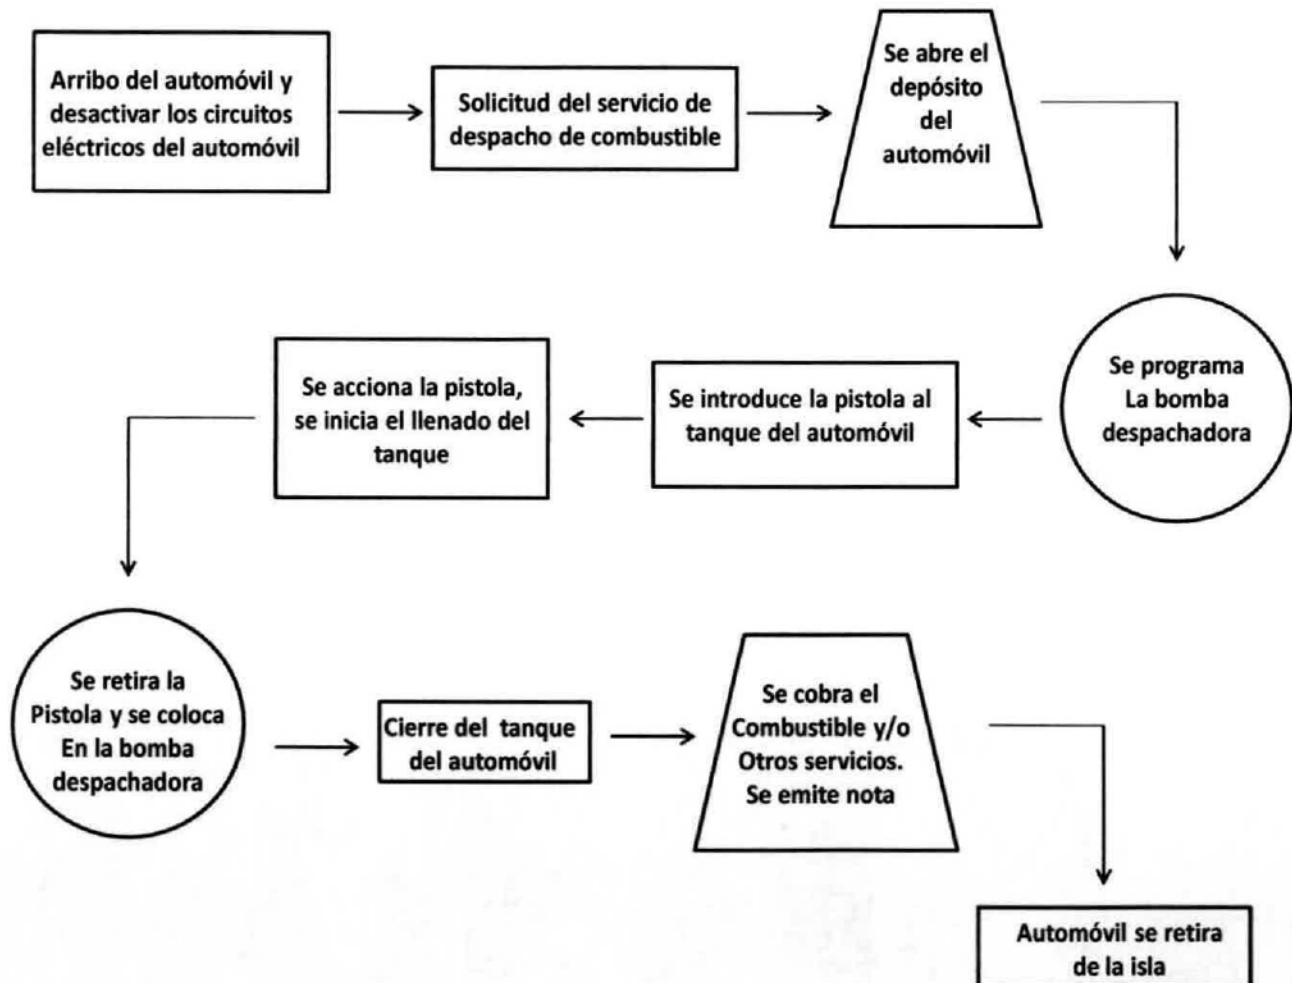 Arribo del automóvil y
desactivar los circuitos
eléctricos del automóvil
Solicitud del servicio de
despacho de combustible
Se abre el
depósito
del
automóvil
Se programa
La bomba
despachadora
Se introduce la pistola al
tanque del automóvil
Se acciona la pistola,
se inicia el llenado del
tanque
Se retira la
Pistola y se coloca
En la bomba
despachadora
Cierre del tanque
del automóvil
Se cobra el
Combustible y/o
Otros servicios.
Se emite nota
Automóvil se retira
de la isla